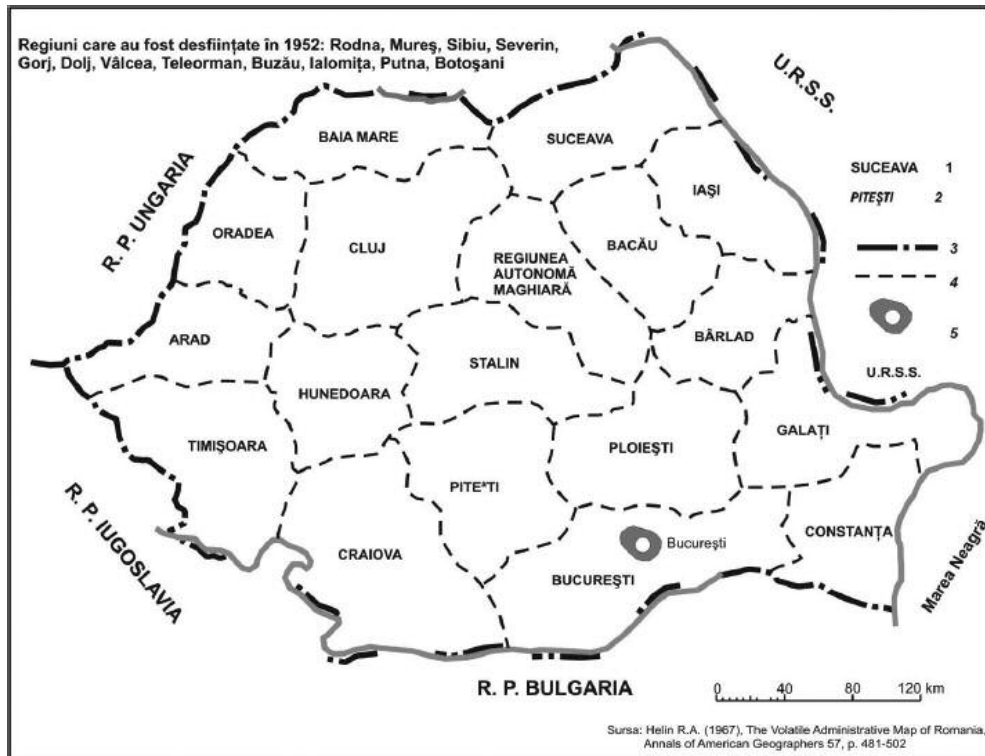 Regiuni care au fost desființate în 1952: Rodna, Mureș, Sibiu, Severin,
Gorj, Dolj, Vâlcea, Teleorman, Buzău, Ialomița, Putna, Botoșani
U.R.S.S.
BAIA MARE
SUCEAVA
SUCEAVA 1
IAȘI
PITEȘTI 2
R. P. UNGARIA
ORADEA
CLUJ
BACĂU
REGIUNEA
AUTONOMĂ
MAGHIARĂ
3
4
5
ARAD
BÂRLAD
STALIN
U.R.S.S.
HUNEDOARA
GALAȚI
TIMIȘOARA
PLOIEȘTI
PITE*TI
R. P. IUGOSLAVIA
CONSTANȚA
București
CRAIOVA
BUCUREȘTI
Marea Neagră
R. P. BULGARIA
0 40 80 120 km
Sursa: Helin R.A. (1967), The Volatile Administrative Map of Romania,
Annals of American Geographers 57, p. 481-502